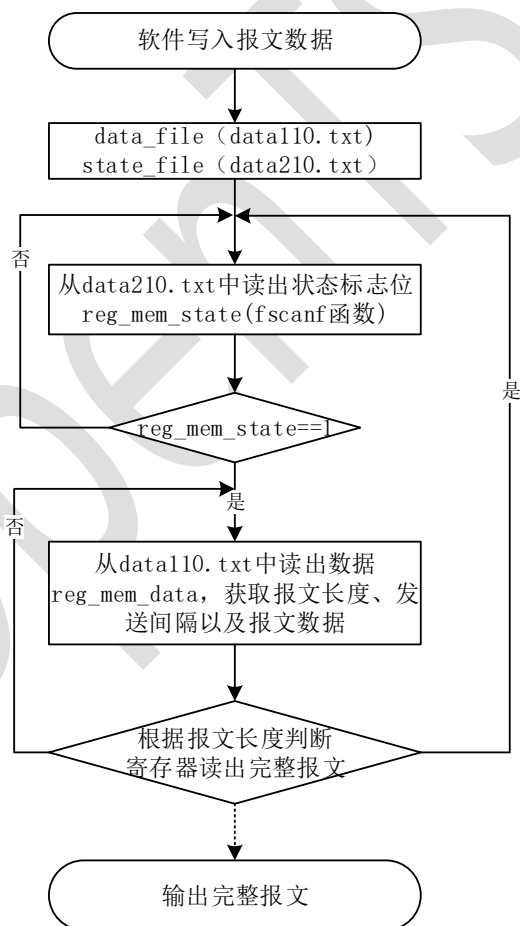 软件写入报文数据
data_file（data110.txt)
state_file（data210.txt）
否
从data210.txt中读出状态标志位
reg_mem_state(fscanf函数)
是
reg_mem_state==1
是
否
从data110.txt中读出数据
reg_mem_data，获取报文长度、发
送间隔以及报文数据
根据报文长度判断
寄存器读出完整报文
输出完整报文